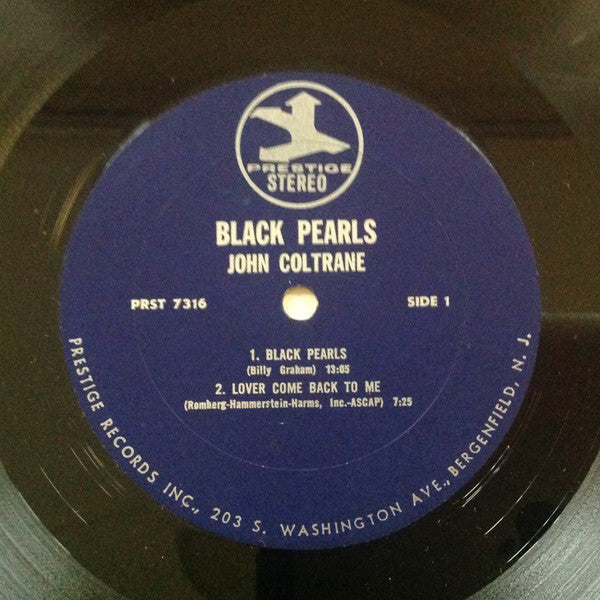 PRESTIGE
STEREO
BLACK PEARLS
JOHN COLTRANE
PRST 7316
SIDE 1
1. BLACK PEARLS
(Billy Graham) 13:05
2. LOVER COME BACK TO ME
(Romberg-Hammerstein-Harms, Inc.-ASCAP) 7:25
PRESTIGE RECORDS INC., 203 S. WASHINGTON AVE., BERGENFIELD, N. J.